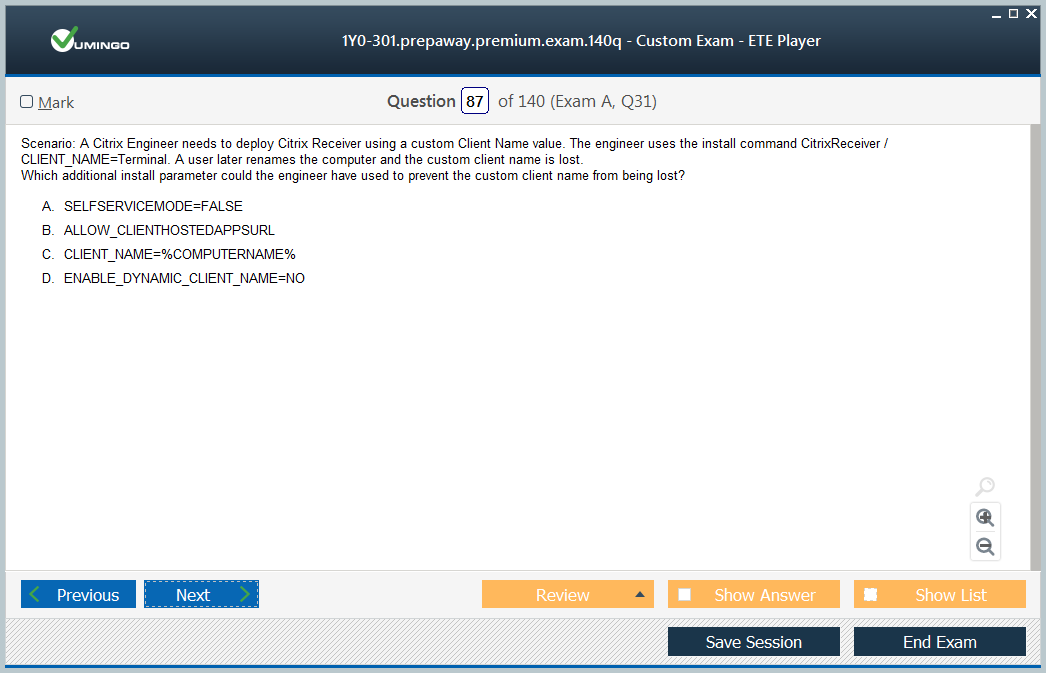 VUMINGO
1Y0-301.prepaway.premium.exam.140q - Custom Exam - ETE Player
Mark
Question 87 of 140 (Exam A, Q31)
Scenario: A Citrix Engineer needs to deploy Citrix Receiver using a custom Client Name value. The engineer uses the install command CitrixReceiver /
CLIENT_NAME=Terminal. A user later renames the computer and the custom client name is lost.
Which additional install parameter could the engineer have used to prevent the custom client name from being lost?
A. SELFSERVICEMODE=FALSE
B. ALLOW_CLIENTHOSTEDAPPSURL
C. CLIENT_NAME=%COMPUTERNAME%
D. ENABLE_DYNAMIC_CLIENT_NAME=NO
Previous Next Review Show Answer Show List
Save Session End Exam